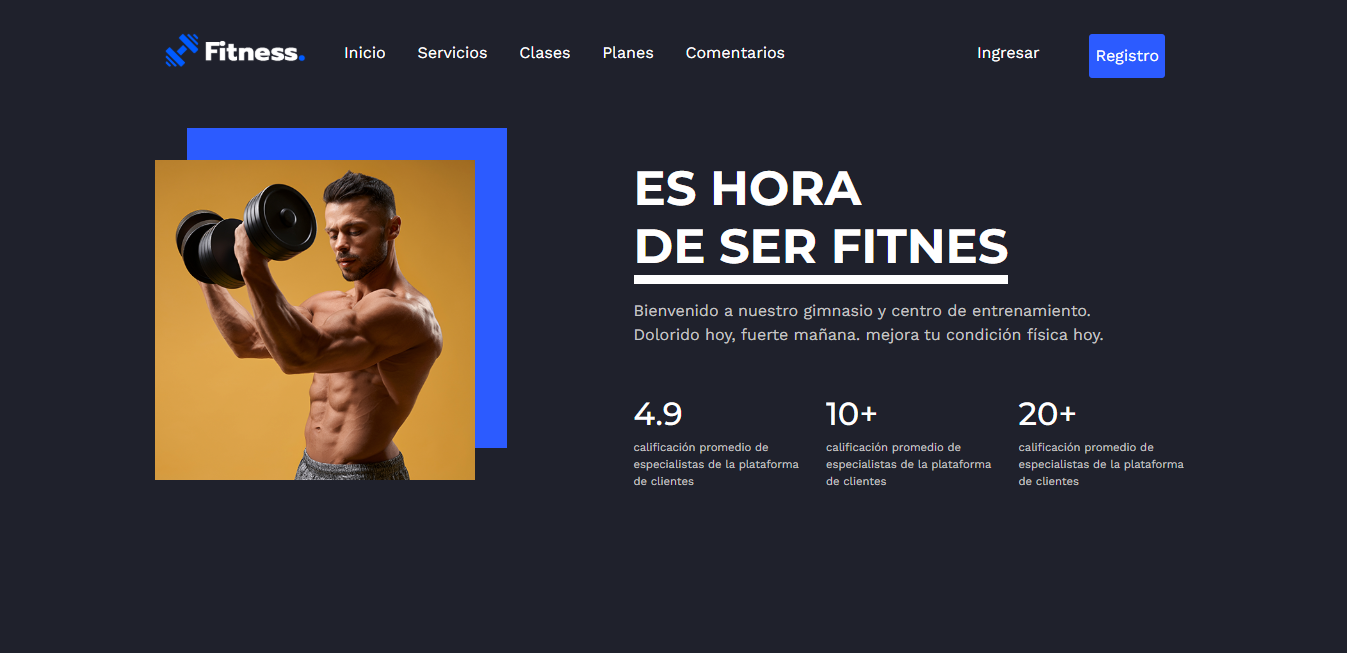 Fitness. Inicio Servicios Clases Planes Comentarios Ingresar Registro
ES HORA
DE SER FITNES
Bienvenido a nuestro gimnasio y centro de entrenamiento.
Dolorido hoy, fuerte mañana. mejora tu condición física hoy.
4.9
calificación promedio de
especialistas de la plataforma
de clientes
10+
calificación promedio de
especialistas de la plataforma
de clientes
20+
calificación promedio de
especialistas de la plataforma
de clientes